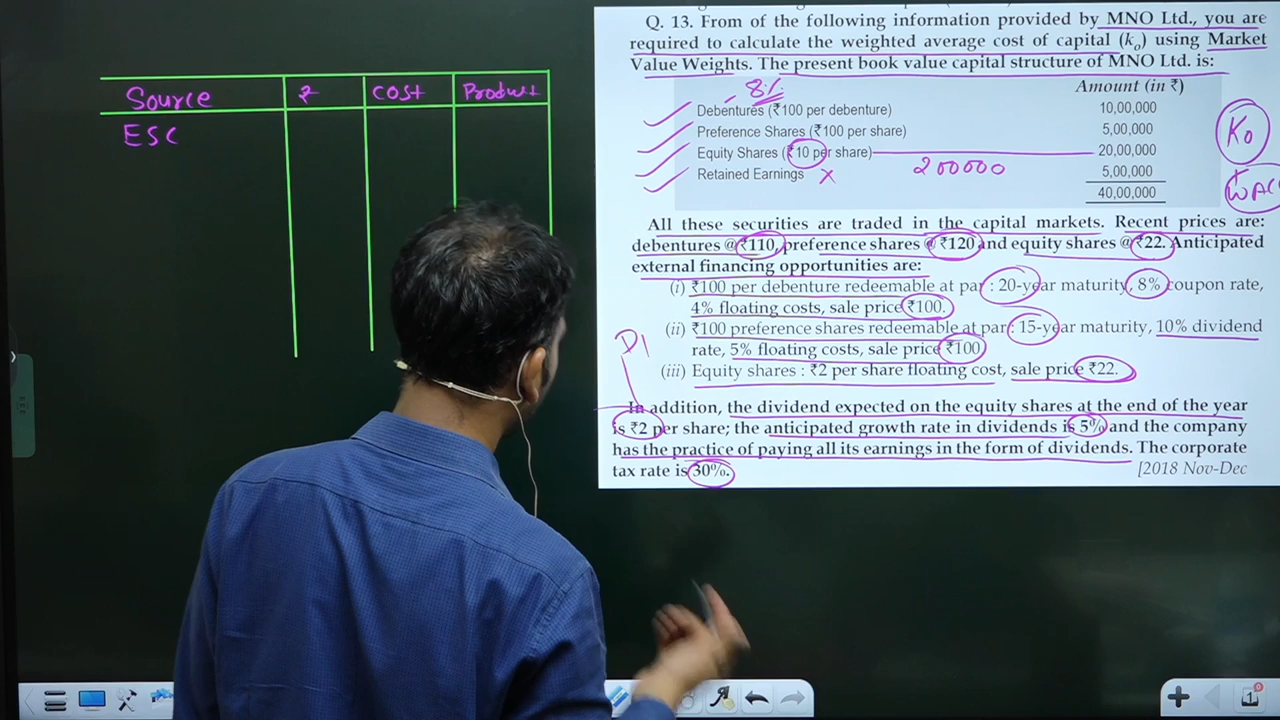 Source ₹ Cost Product
ESC
Q. 13. From of the following information provided by MNO Ltd., you are
required to calculate the weighted average cost of capital (kₒ) using Market
Value Weights. The present book value capital structure of MNO Ltd. is:
Amount (in ₹)
8%
Debentures (₹100 per debenture) 10,00,000
Preference Shares (₹100 per share) 5,00,000
Equity Shares (₹10 per share) 20,00,000
200000
Retained Earnings × 5,00,000
40,00,000
Ko
WAC
All these securities are traded in the capital markets. Recent prices are:
debentures @ ₹110, preference shares @ ₹120 and equity shares @ ₹22. Anticipated
external financing opportunities are:
(i) ₹100 per debenture redeemable at par : 20-year maturity, 8% coupon rate,
4% floating costs, sale price ₹100.
(ii) ₹100 preference shares redeemable at par : 15-year maturity, 10% dividend
rate, 5% floating costs, sale price ₹100
(iii) Equity shares : ₹2 per share floating cost, sale price ₹22.
D1
In addition, the dividend expected on the equity shares at the end of the year
is ₹2 per share; the anticipated growth rate in dividends is 5% and the company
has the practice of paying all its earnings in the form of dividends. The corporate
tax rate is 30%. [2018 Nov-Dec
1